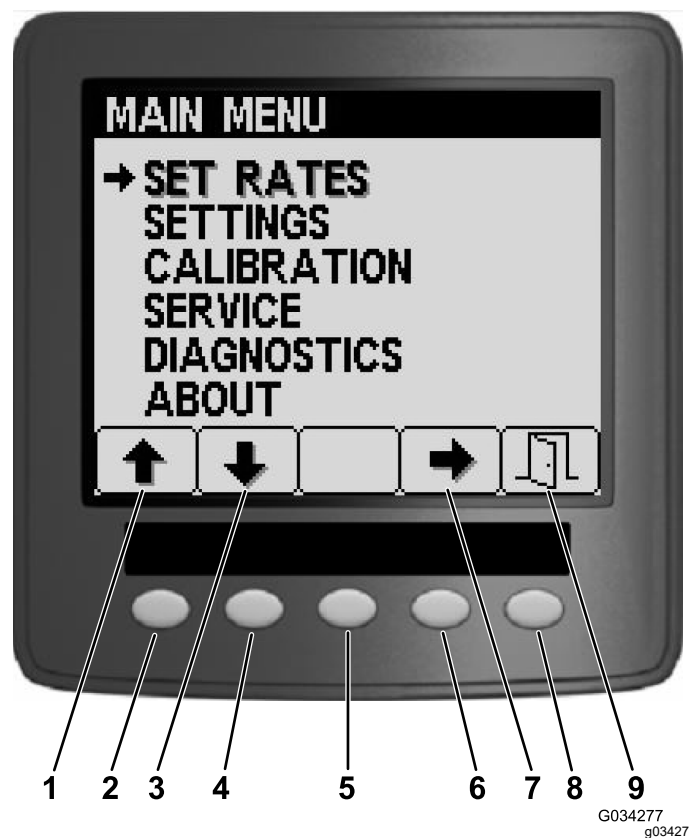 MAIN MENU
SET RATES
SETTINGS
CALIBRATION
SERVICE
DIAGNOSTICS
ABOUT
1 2 3 4 5 6 7 8 9
G034277
g03427